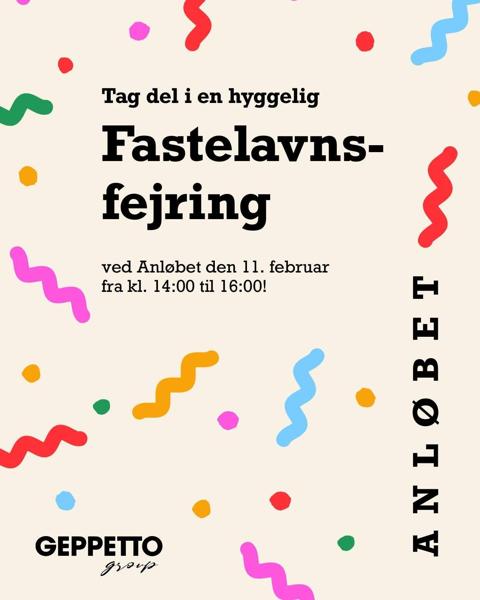 Tag del i en hyggelig
Fastelavns-
fejring
ved Anløbet den 11. februar
fra kl. 14:00 til 16:00!
ANLØBET
GEPPETTO
group